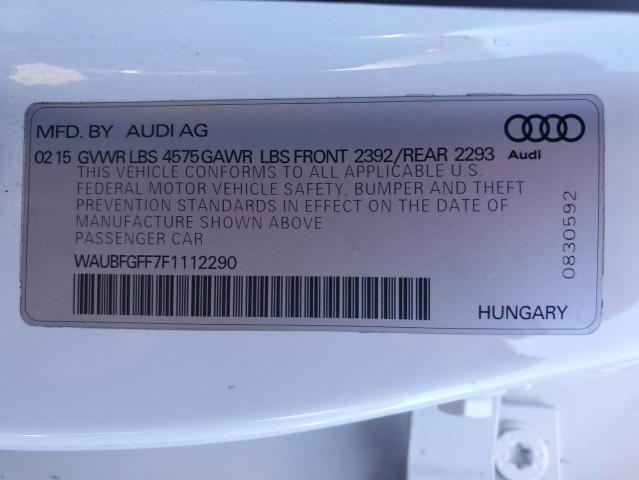 MFD. BY AUDI AG
02 15 GVWR LBS 4575 GAWR LBS FRONT 2392/REAR 2293
Audi
THIS VEHICLE CONFORMS TO ALL APPLICABLE U.S.
FEDERAL MOTOR VEHICLE SAFETY, BUMPER AND THEFT
PREVENTION STANDARDS IN EFFECT ON THE DATE OF
MANUFACTURE SHOWN ABOVE
PASSENGER CAR
WAUBFGFF7F1112290
HUNGARY
0830592